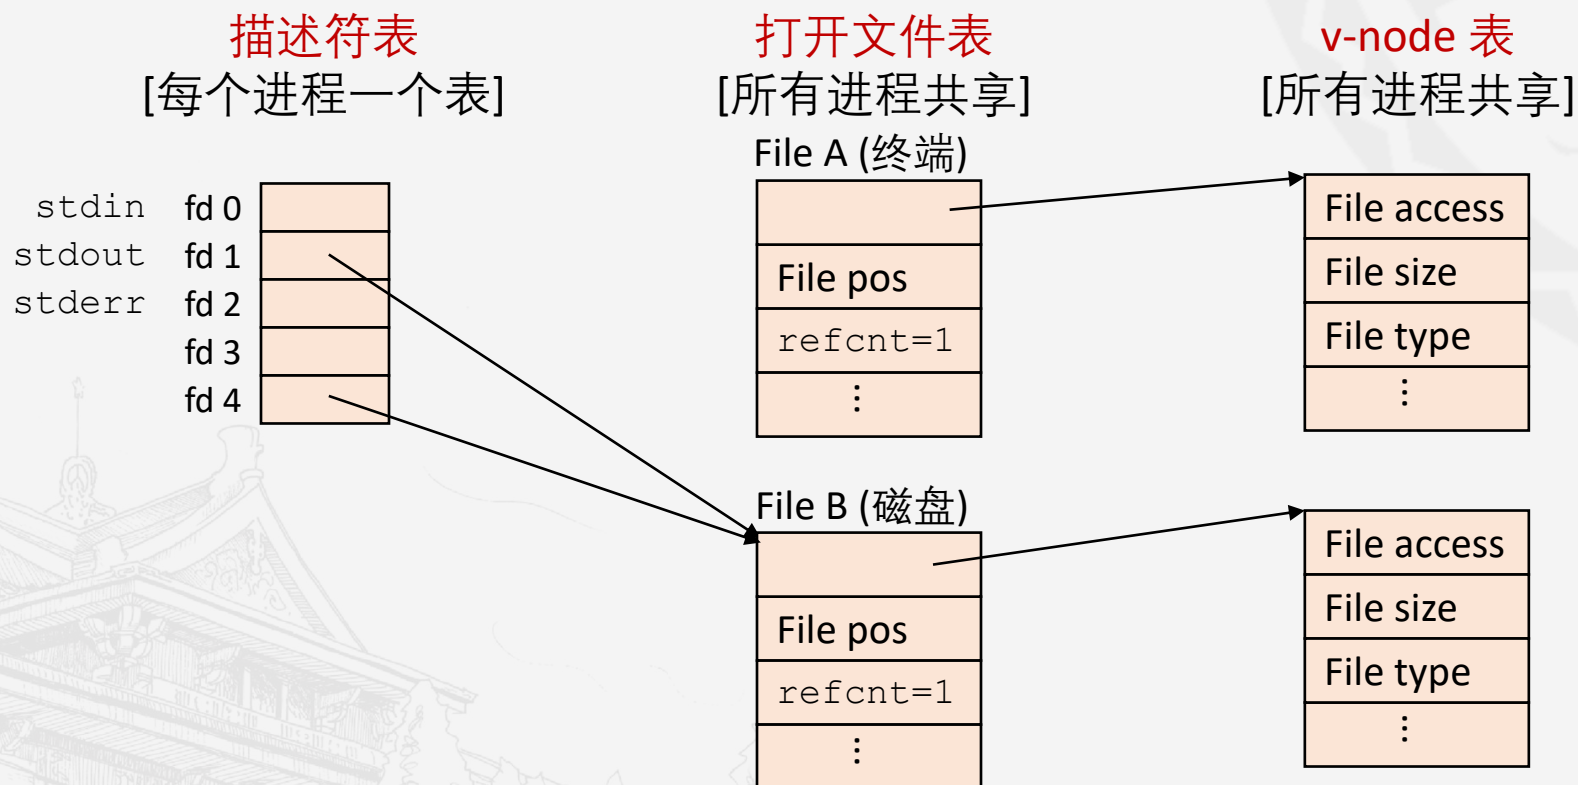 描述符表
[每个进程一个表]
stdin fd 0
stdout fd 1
stderr fd 2
fd 3
fd 4
打开文件表
[所有进程共享]
File A (终端)
File pos
refcnt=1
⋮
File B (磁盘)
File pos
refcnt=1
⋮
v-node 表
[所有进程共享]
File access
File size
File type
⋮
File access
File size
File type
⋮